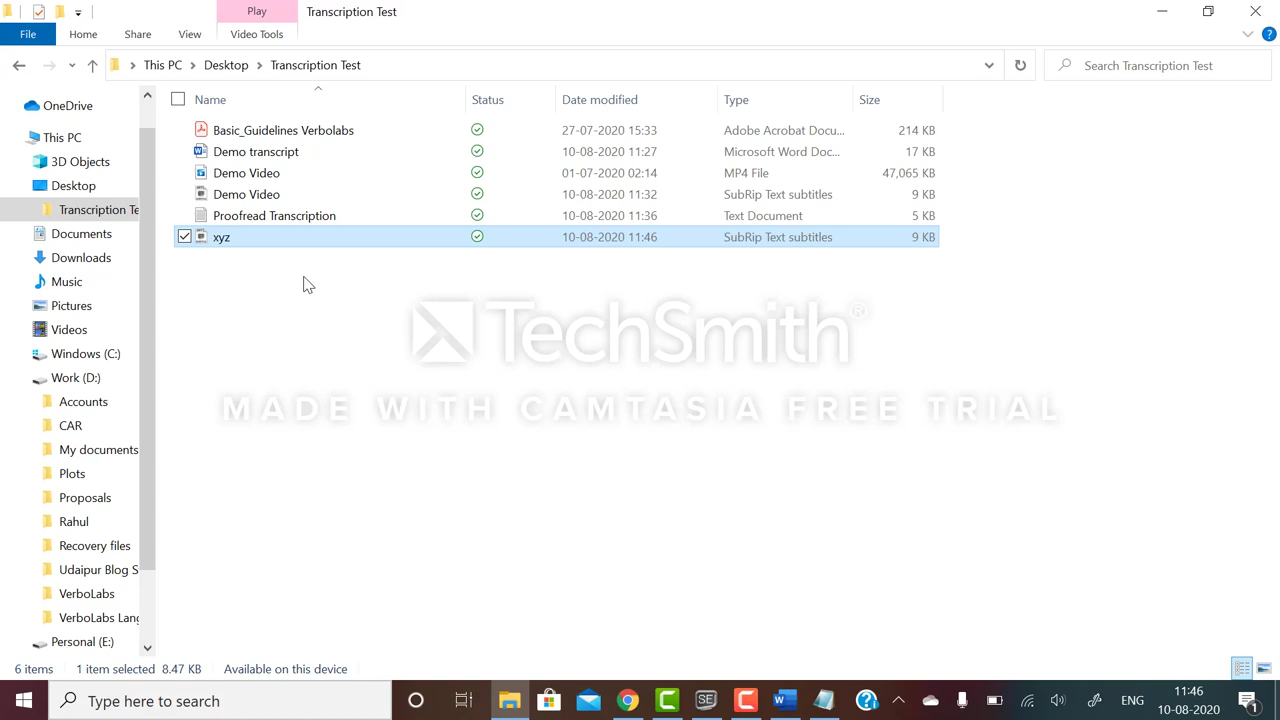 Play
Transcription Test
File
Home
Share
View
Video Tools
This PC
Desktop
Transcription Test
Search Transcription Test
Name
Status
Date modified
Type
Size
Basic_Guidelines Verbolabs
27-07-2020 15:33
Adobe Acrobat Docu...
214 KB
Demo transcript
10-08-2020 11:27
Microsoft Word Doc...
17 KB
Demo Video
01-07-2020 02:14
MP4 File
47,065 KB
Demo Video
10-08-2020 11:32
SubRip Text subtitles
9 KB
Proofread Transcription
10-08-2020 11:36
Text Document
5 KB
xyz
10-08-2020 11:46
SubRip Text subtitles
9 KB
OneDrive
This PC
3D Objects
Desktop
Transcription Te
Documents
Downloads
Music
Pictures
Videos
Windows (C:)
Work (D:)
Accounts
CAR
My documents
Plots
Proposals
Rahul
Recovery files
Udaipur Blog S
VerboLabs
VerboLabs Lang
Personal (E:)
TechSmith®
MADE WITH CAMTASIA FREE TRIAL
6 items
1 item selected 8.47 KB
Available on this device
Type here to search
SE
ENG
11:46
10-08-2020
1